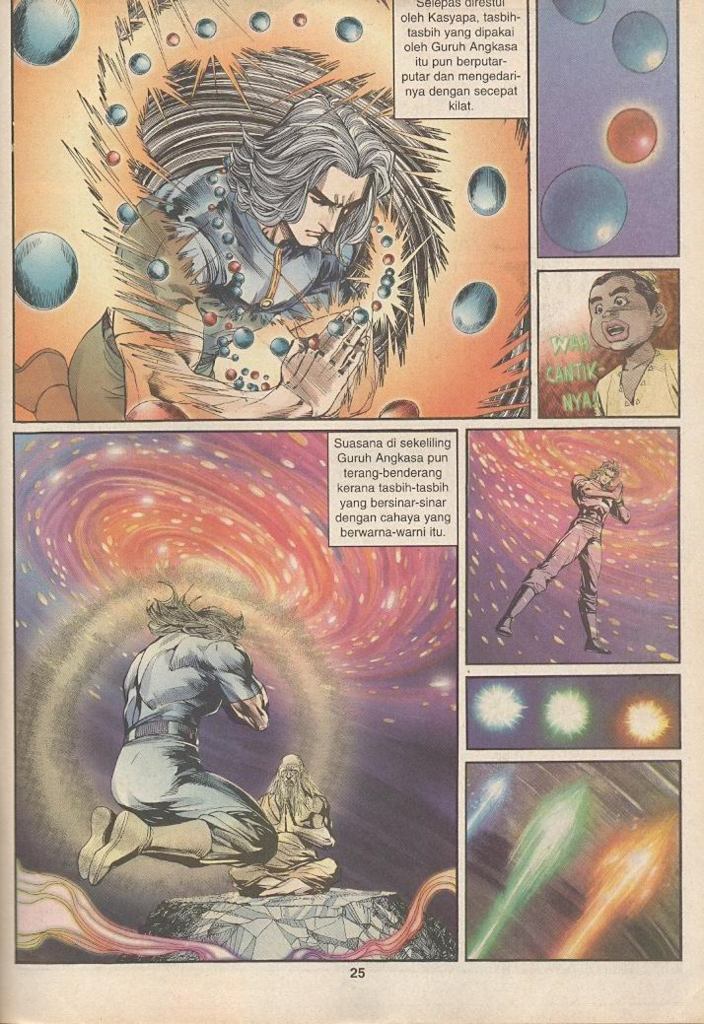 Selepas direstui
oleh Kasyapa, tasbih-
tasbih yang dipakai
oleh Guruh Angkasa
itu pun berputar-
putar dan mengedari-
nya dengan secepat
kilat.
WAH
CANTIK-
NYA!
Suasana di sekeliling
Guruh Angkasa pun
terang-benderang
kerana tasbih-tasbih
yang bersinar-sinar
dengan cahaya yang
berwarna-warni itu.
25